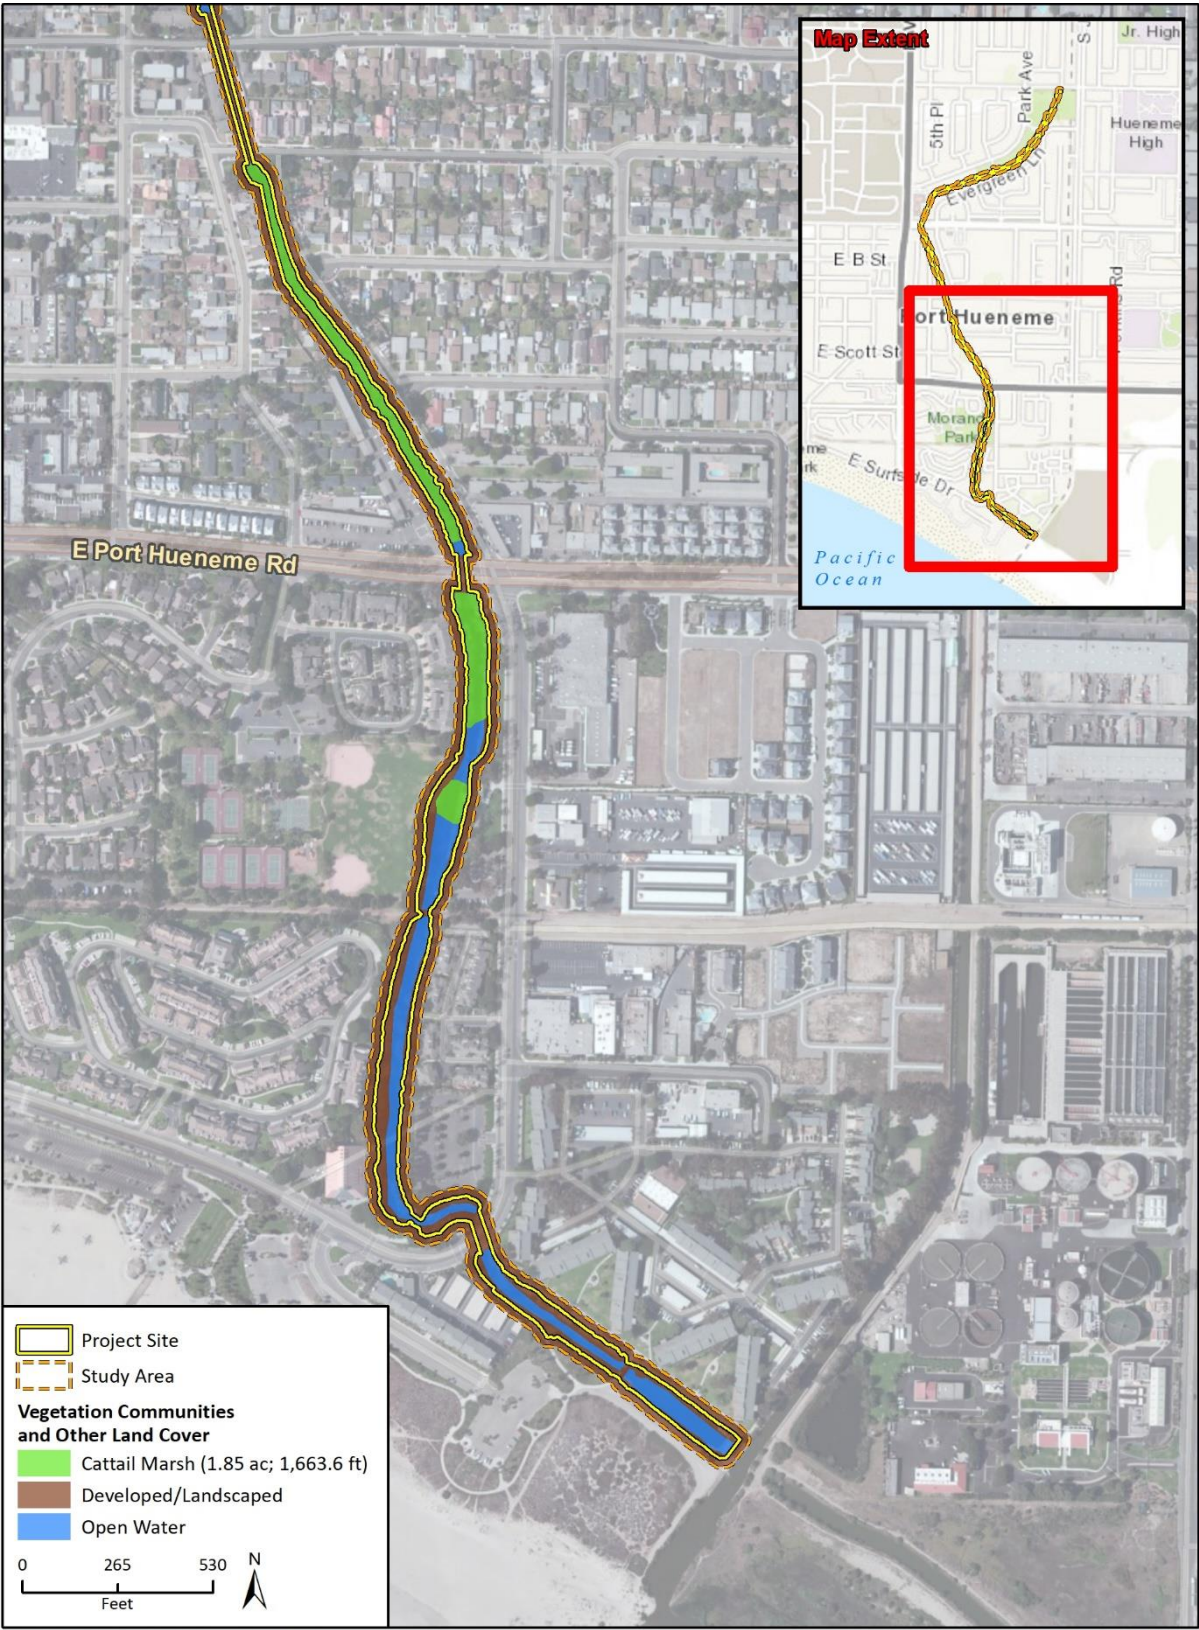 Map Extent
Jr. High
Park Ave
5th Pl
Hueneme
High
Evergreen Ln
E B St
Port Hueneme
E Scott St
Morand
Park
E Surfside Dr
Pacific
Ocean
E Port Hueneme Rd
Project Site
Study Area
Vegetation Communities
and Other Land Cover
Cattail Marsh (1.85 ac; 1,663.6 ft)
Developed/Landscaped
Open Water
0 265 530
Feet
N